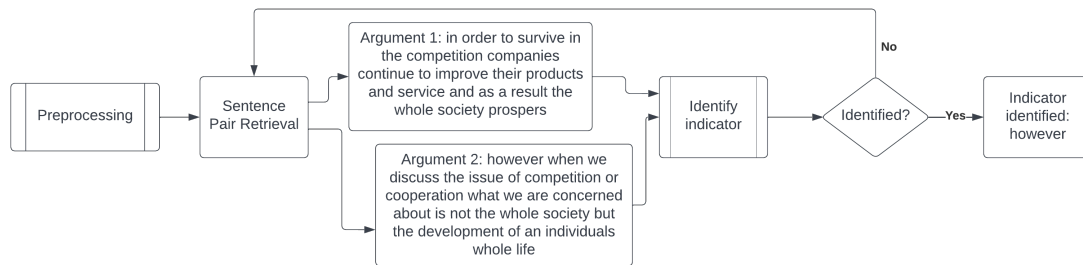 Preprocessing
Sentence
Pair Retrieval
Argument 1: in order to survive in
the competition companies
continue to improve their products
and service and as a result the
whole society prospers
Argument 2: however when we
discuss the issue of competition or
cooperation what we are concerned
about is not the whole society but
the development of an individuals
whole life
Identify
indicator
Identified?
No
Yes
Indicator
identified:
however